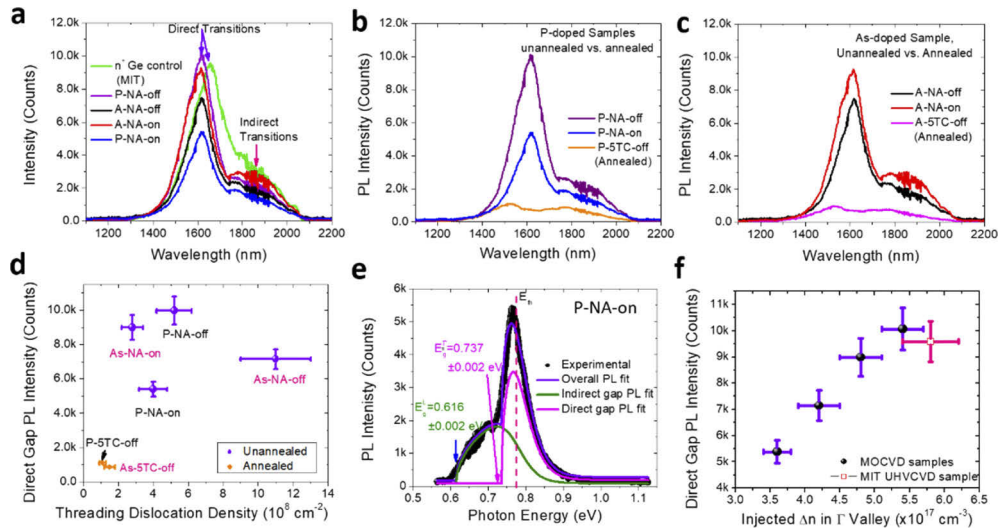 a
Intensity (Counts)
12.0k
10.0k
8.0k
6.0k
4.0k
2.0k
0.0
Direct Transitions
n+ Ge control
(MIT)
P-NA-off
A-NA-off
A-NA-on
P-NA-on
Indirect
Transitions
1200 1400 1600 1800 2000 2200
Wavelength (nm)
b
PL Intensity (Counts)
12.0k
10.0k
8.0k
6.0k
4.0k
2.0k
0.0
P-doped Samples
unannealed vs. annealed
P-NA-off
P-NA-on
P-5TC-off
(Annealed)
1200 1400 1600 1800 2000 2200
Wavelength (nm)
c
PL Intensity (Counts)
12.0k
10.0k
8.0k
6.0k
4.0k
2.0k
0.0
As-doped Sample,
Unannealed vs. Annealed
A-NA-off
A-NA-on
A-5TC-off
(Annealed)
1200 1400 1600 1800 2000 2200
Wavelength (nm)
d
Direct Gap PL Intensity (Counts)
10.0k
8.0k
6.0k
4.0k
2.0k
0.0
As-NA-on
P-NA-off
As-NA-off
P-NA-on
P-5TC-off
As-5TC-off
Unannealed
Annealed
0 2 4 6 8 10 12 14
Threading Dislocation Density (10⁸ cm⁻²)
e
PL Intenisty (Counts)
6k
5k
4k
3k
2k
1k
0
P-NA-on
=0.737
±0.002 eV
=0.616
±0.002 eV
Experimental
Overall PL fit
Indirect gap PL fit
Direct gap PL fit
0.5 0.6 0.7 0.8 0.9 1.0 1.1
Photon Energy (eV)
f
Direct Gap PL Intensity (Counts)
11k
10k
9k
8k
7k
6k
5k
4k
MOCVD samples
MIT UHVCVD sample
3.0 3.5 4.0 4.5 5.0 5.5 6.0 6.5
Injected Δn in Γ Valley (x10¹⁷ cm⁻³)